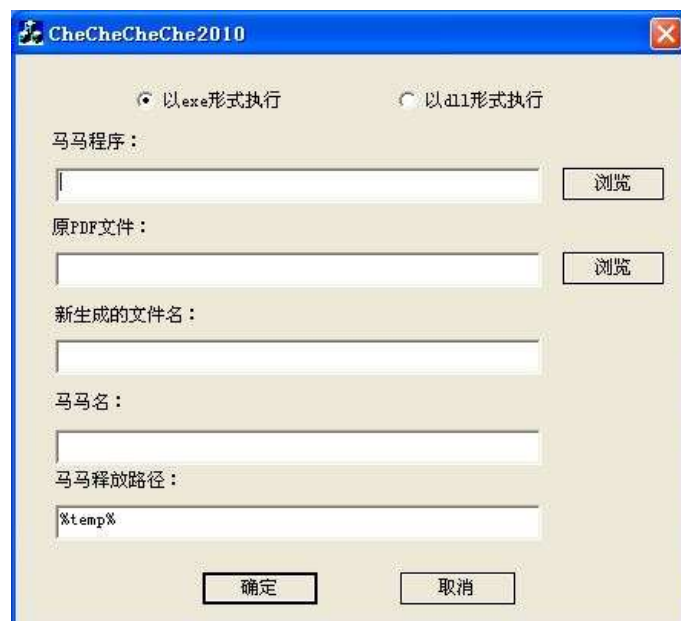 CheCheCheChe2010
以exe形式执行 以dll形式执行
马马程序：
浏览
原PDF文件：
浏览
新生成的文件名：
马马名：
马马释放路径：
%temp%
确定 取消